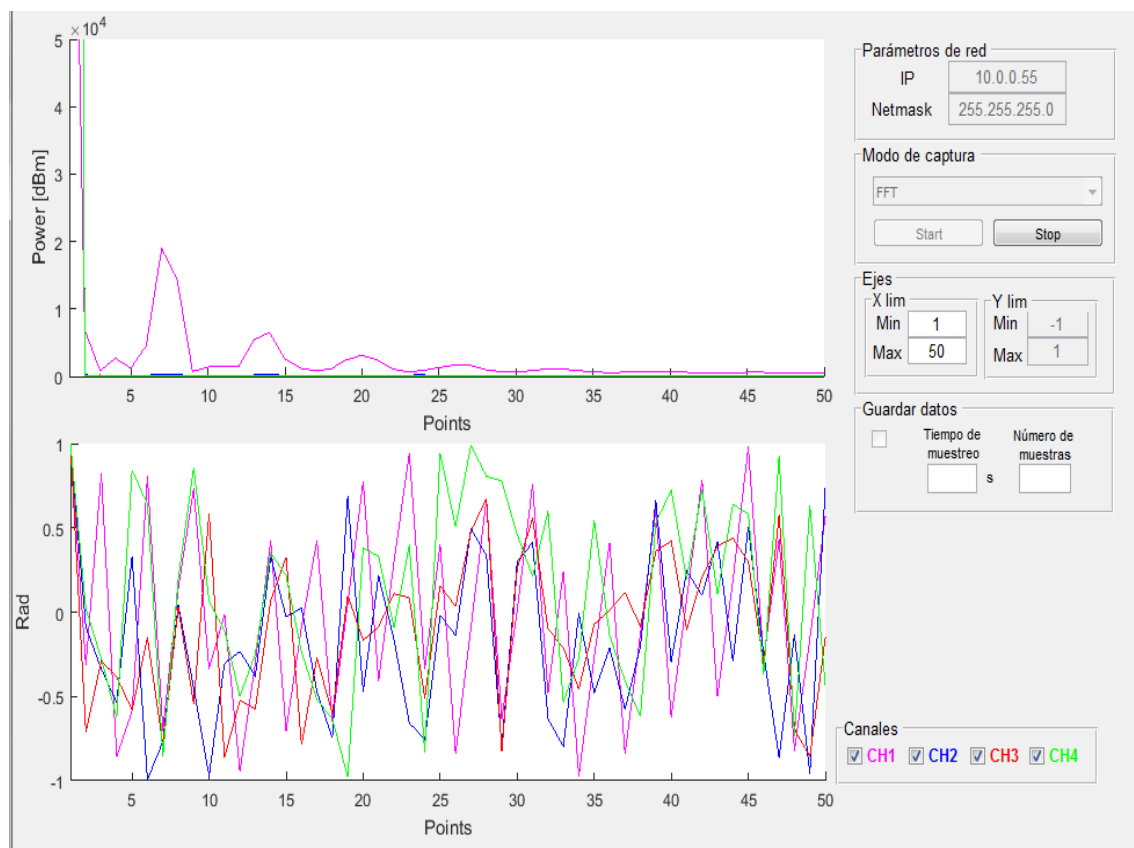 ×10⁴
5
4
3
2
1
0
Power [dBm]
5 10 15 20 25 30 35 40 45 50
Points
1
0.5
0
-0.5
-1
Rad
5 10 15 20 25 30 35 40 45 50
Points
Parámetros de red
IP 10.0.0.55
Netmask 255.255.255.0
Modo de captura
FFT
Start Stop
Ejes
X lim
Min 1
Max 50
Y lim
Min -1
Max 1
Guardar datos
Tiempo de
muestreo
s
Número de
muestras
Canales
CH1 CH2 CH3 CH4